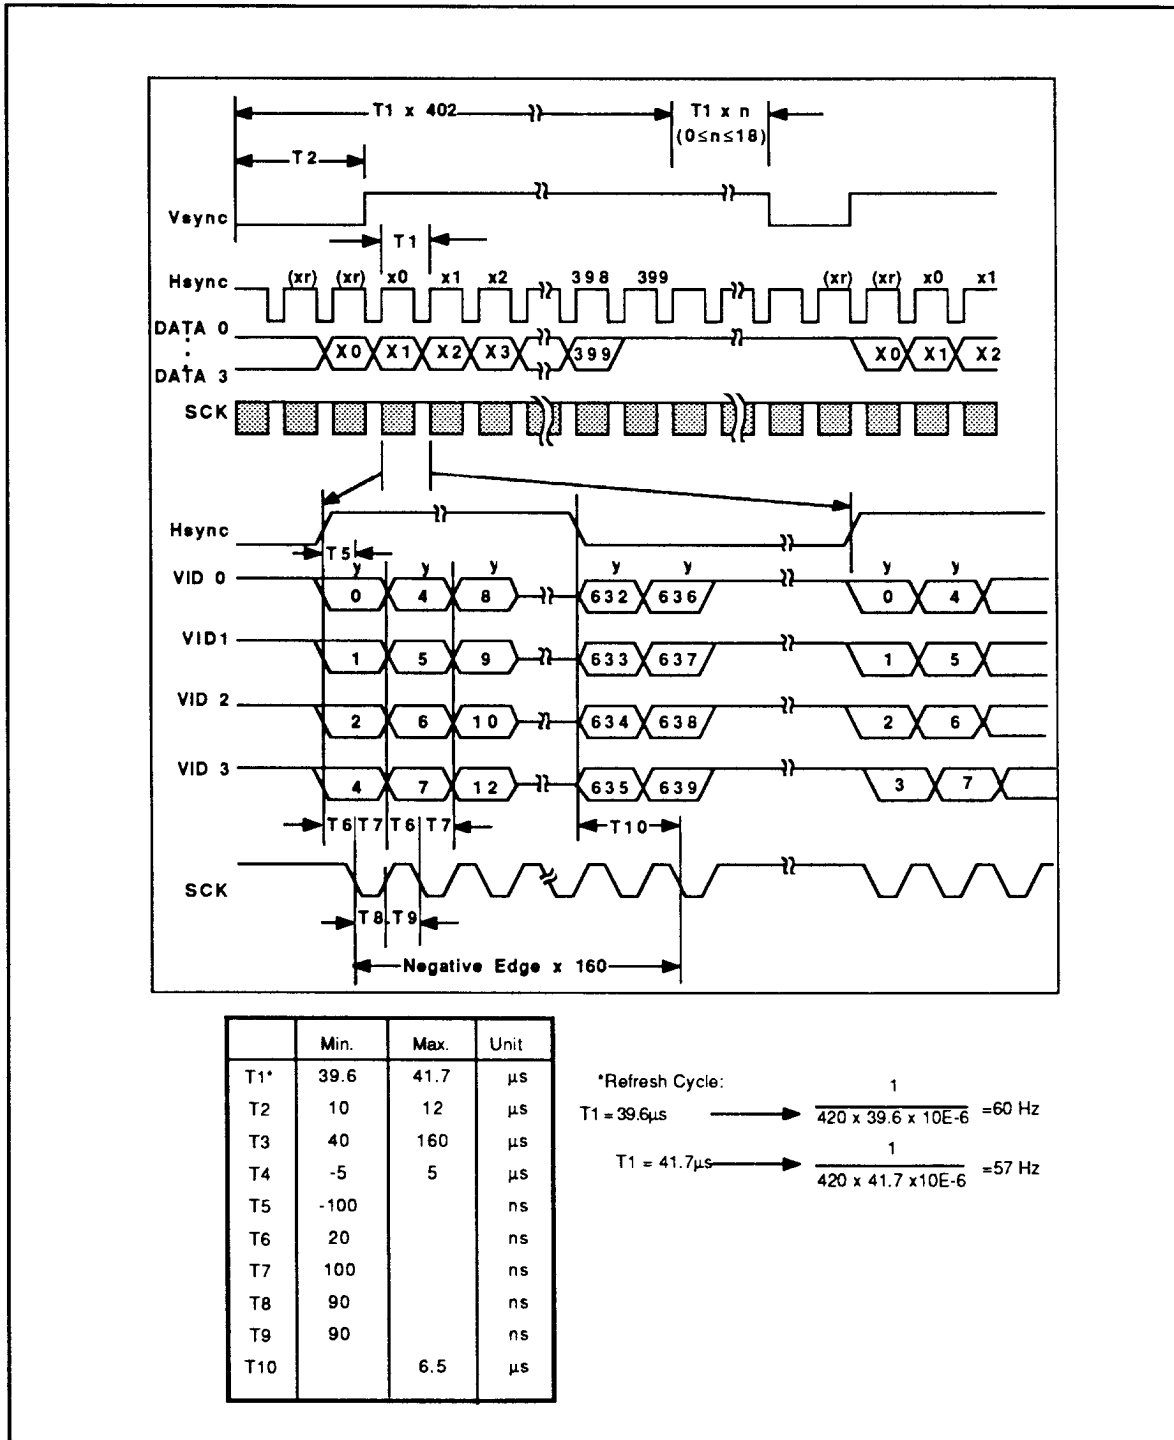 T1 x 402
T1 x n
(0≤n≤18)
T2
Vsync
T1
Hsync (xr) (xr) x0 x1 x2 398 399 (xr) (xr) x0 x1
DATA 0
X0 X1 X2 X3 399 X0 X1 X2
DATA 3
SCK
Hsync
T5
y y y y y y y
VID 0 0 4 8 632 636 0 4
VID1 1 5 9 633 637 1 5
VID 2 2 6 10 634 638 2 6
VID 3 4 7 12 635 639 3 7
T6 T7 T6 T7 T10
SCK
T8 T9
Negative Edge x 160
Min. Max. Unit
T1* 39.6 41.7 µs
T2 10 12 µs
T3 40 160 µs
T4 -5 5 µs
T5 -100 ns
T6 20 ns
T7 100 ns
T8 90 ns
T9 90 ns
T10 6.5 µs
*Refresh Cycle:
T1 = 39.6µs
1
420 x 39.6 x 10E-6
=60 Hz
T1 = 41.7µs
1
420 x 41.7 x10E-6
=57 Hz